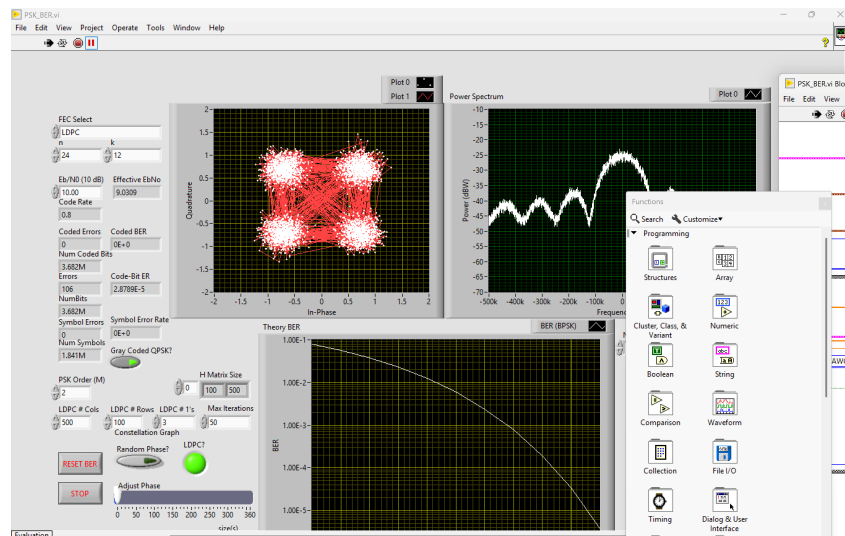 PSK_BER.vi
File Edit View Project Operate Tools Window Help
Plot 0
Plot 1
Power Spectrum
Plot 0
PSK_BER.vi Blo
File Edit View
FEC Select
LDPC
n k
24 12
Eb/N0 (10 dB) Effective EbNo
10.00 9.0309
Code Rate
0.8
Coded Errors Coded BER
0 0E+0
Num Coded Bits
3.682M
Errors Code-Bit ER
106 2.8789E-5
NumBits
3.682M
Symbol Errors Symbol Error Rate
0 0E+0
Num Symbols
1.841M
Gray Coded QPSK?
PSK Order (M)
2
H Matrix Size
0 100 500
LDPC # Cols LDPC # Rows LDPC # 1's Max Iterations
500 100 3 50
Constellation Graph
Random Phase? LDPC?
RESET BER
STOP
Adjust Phase
0 50 100 150 200 250 300 360
size(s)
Evaluation
Quadrature
2
1.5
1
0.5
0
-0.5
-1
-1.5
-2
-2 -1.5 -1 -0.5 0 0.5 1 1.5 2
In-Phase
Power (dBW)
-10
-15
-20
-25
-30
-35
-40
-45
-50
-55
-60
-65
-70
-500k -400k -300k -200k -100k 0
Frequenc
Theory BER
BER (BPSK)
BER
1.00E-1
1.00E-2
1.00E-3
1.00E-4
1.00E-5
Functions
Search Customize
Programming
Structures Array
Cluster, Class, & Variant Numeric
Boolean String
Comparison Waveform
Collection File I/O
Timing Dialog & User Interface